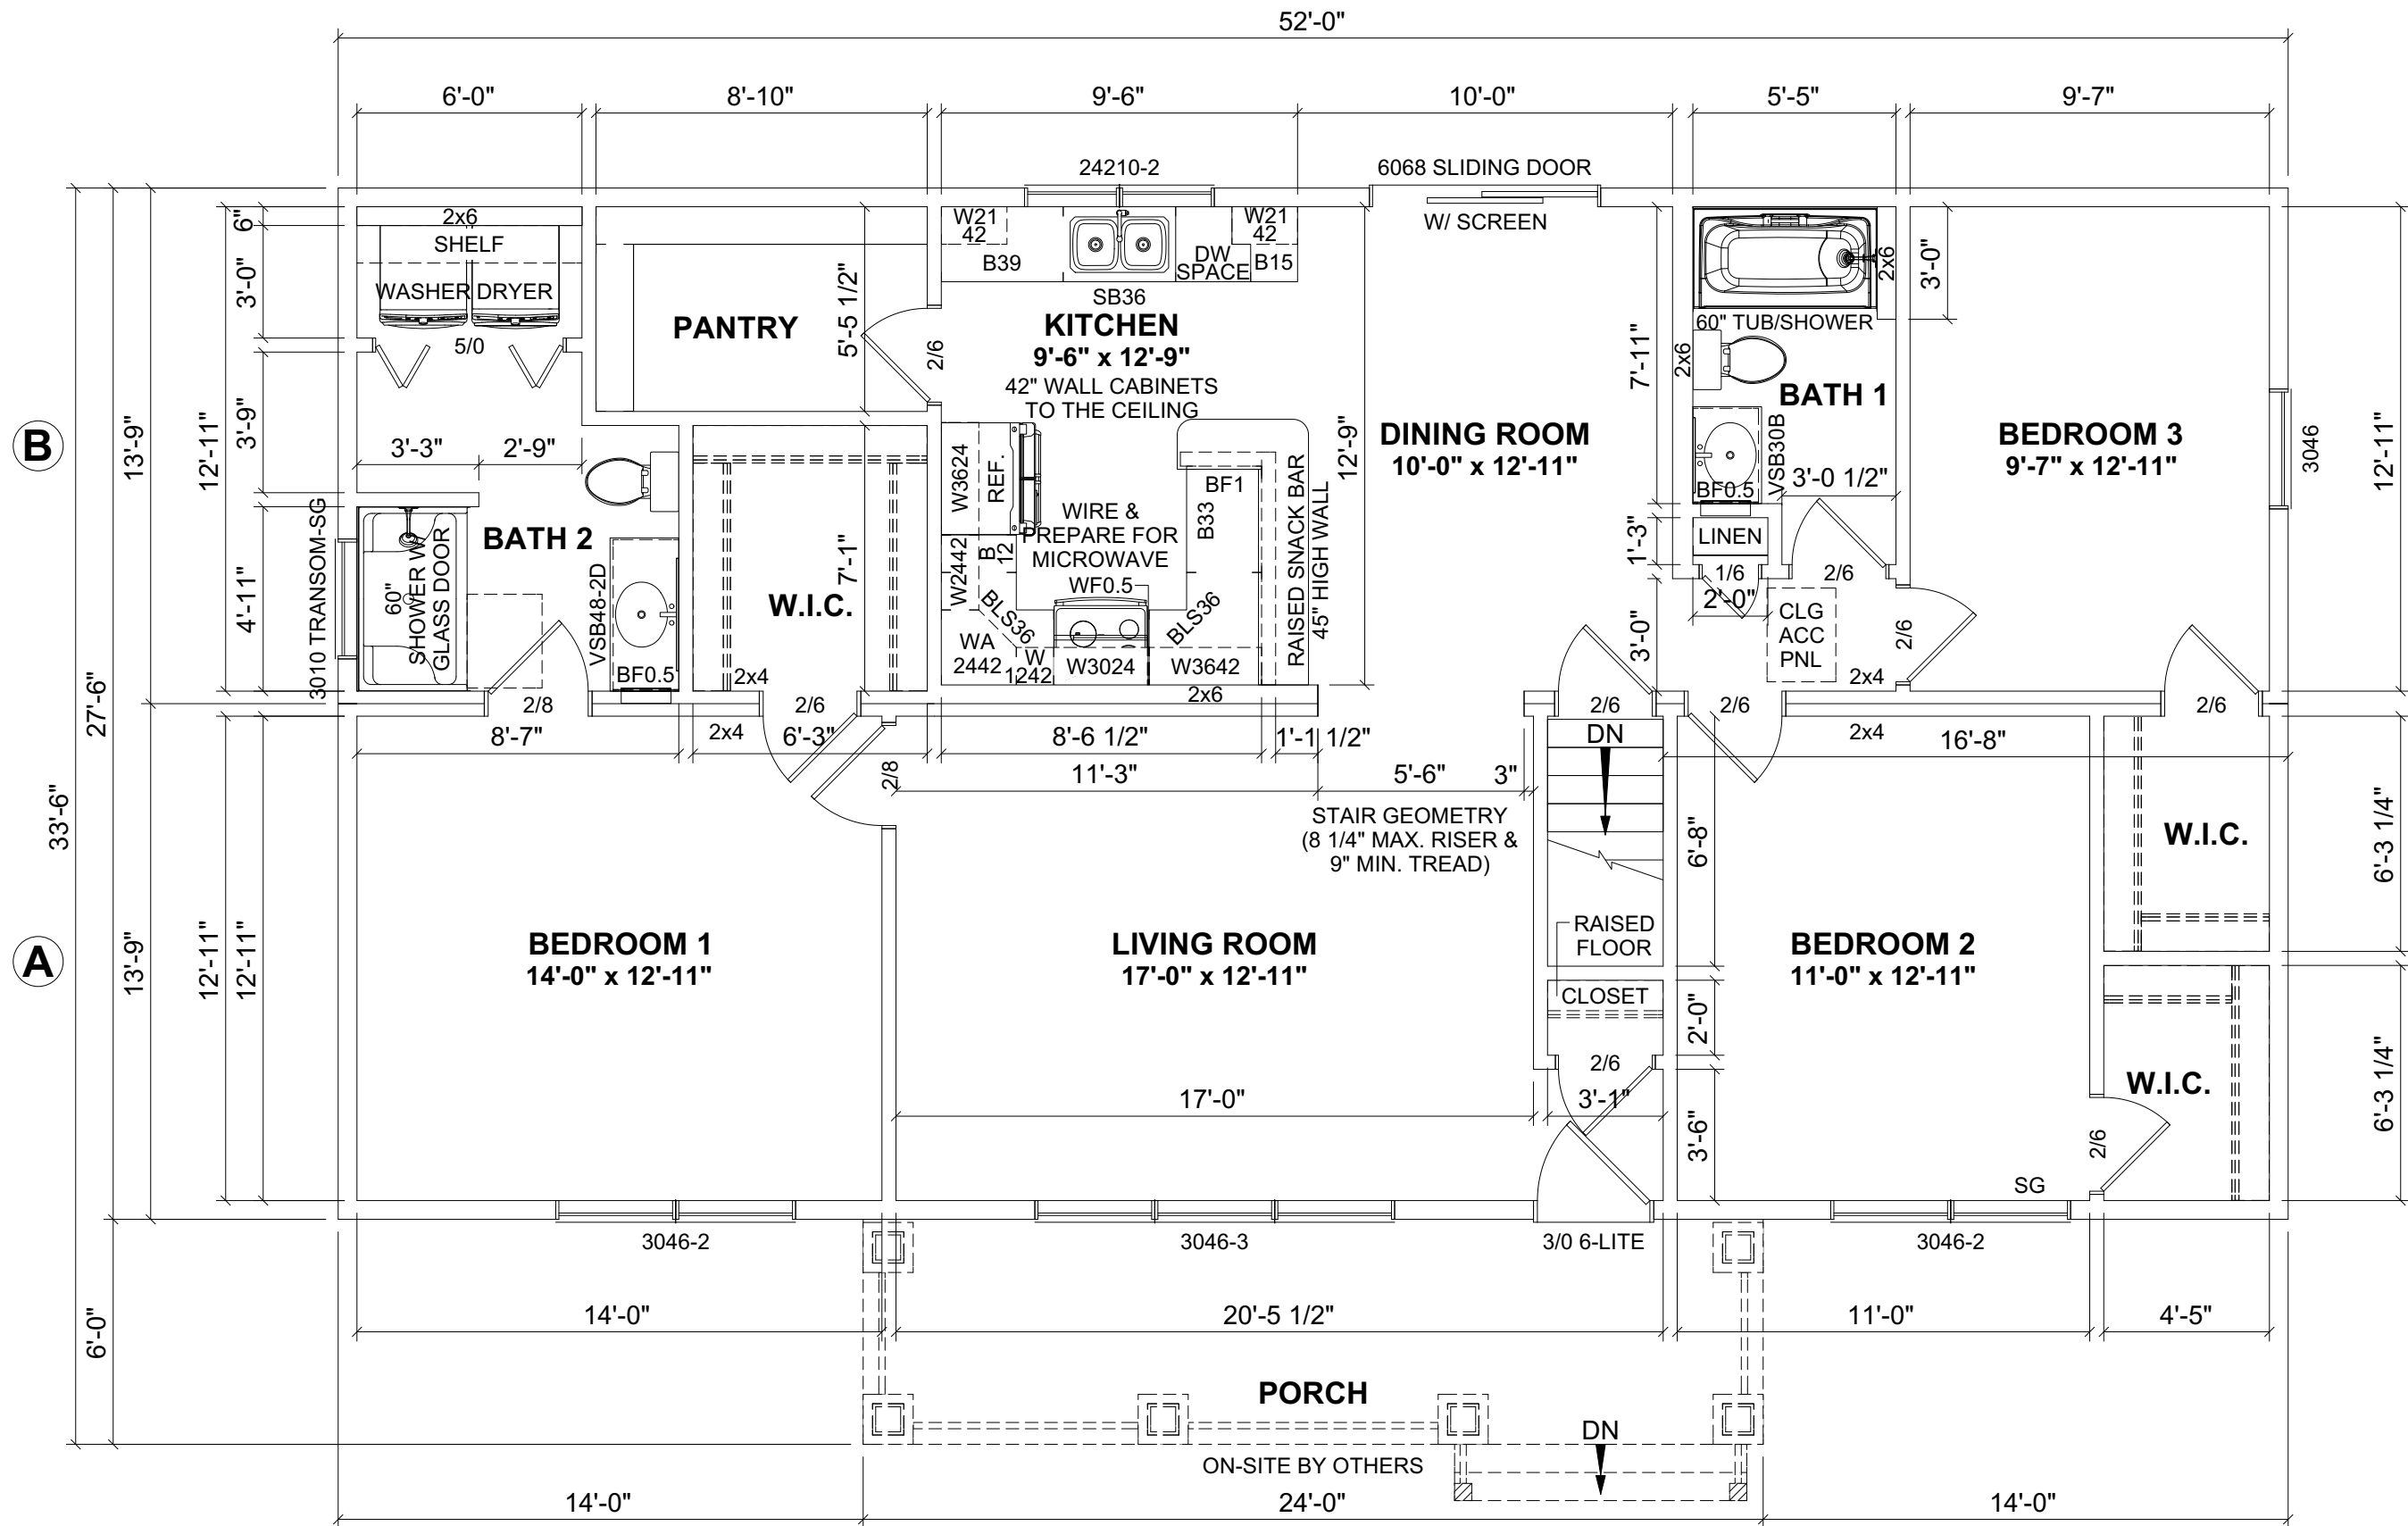 52'-0"
6'-0"
8'-10"
9'-6"
10'-0"
5'-5"
9'-7"
24210-2
6068 SLIDING DOOR
W/ SCREEN
6"
2x6
SHELF
3'-0"
WASHER
DRYER
5/0
PANTRY
5'-5 1/2"
W21
42
B39
DW
SPACE
W21
42
B15
SB36
KITCHEN
9'-6" x 12'-9"
42" WALL CABINETS
TO THE CEILING
2/6
7'-11"
2x6
60" TUB/SHOWER
2x6
3'-0"
BATH 1
B
13'-9"
12'-11"
3'-9"
3'-3"
2'-9"
12'-9"
DINING ROOM
10'-0" x 12'-11"
VSB30B
BF0.5
3'-0 1/2"
BEDROOM 3
9'-7" x 12'-11"
3046
12'-11"
3010 TRANSOM-SG
4'-11"
60"
SHOWER W/
GLASS DOOR
BATH 2
VSB48-2D
BF0.5
7'-1"
W.I.C.
2x4
W3624
REF.
W2442
B
12
WIRE &
PREPARE FOR
MICROWAVE
WF0.5
BF1
B33
BLS36
BLS36
WA
2442
W
1242
W3024
W3642
RAISED SNACK BAR
45" HIGH WALL
2x6
1'-3"
LINEN
1/6
2/6
2'-0"
3'-0"
CLG
ACC
PNL
2/6
2x4
27'-6"
33'-6"
2/8
8'-7"
2x4
2/6
6'-3"
2/8
8'-6 1/2"
1'-1 1/2"
11'-3"
5'-6"
3"
2/6
DN
2/6
2x4
16'-8"
2/6
STAIR GEOMETRY
(8 1/4" MAX. RISER &
9" MIN. TREAD)
6'-8"
W.I.C.
6'-3 1/4"
A
13'-9"
12'-11"
12'-11"
BEDROOM 1
14'-0" x 12'-11"
LIVING ROOM
17'-0" x 12'-11"
RAISED
FLOOR
CLOSET
2'-0"
BEDROOM 2
11'-0" x 12'-11"
2/6
17'-0"
3'-1"
3'-6"
W.I.C.
6'-3 1/4"
2/6
SG
3046-2
3046-3
3/0 6-LITE
3046-2
6'-0"
14'-0"
20'-5 1/2"
11'-0"
4'-5"
PORCH
DN
ON-SITE BY OTHERS
14'-0"
24'-0"
14'-0"